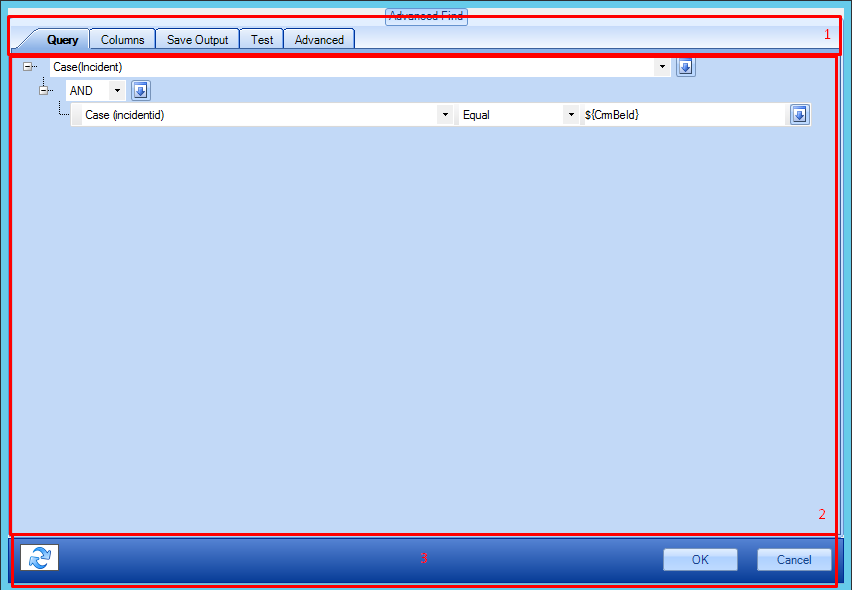 Advanced Find
Query Columns Save Output Test Advanced 1
Case(Incident)
AND
Case (incidentid) Equal ${CrmBeId}
2
3 OK Cancel